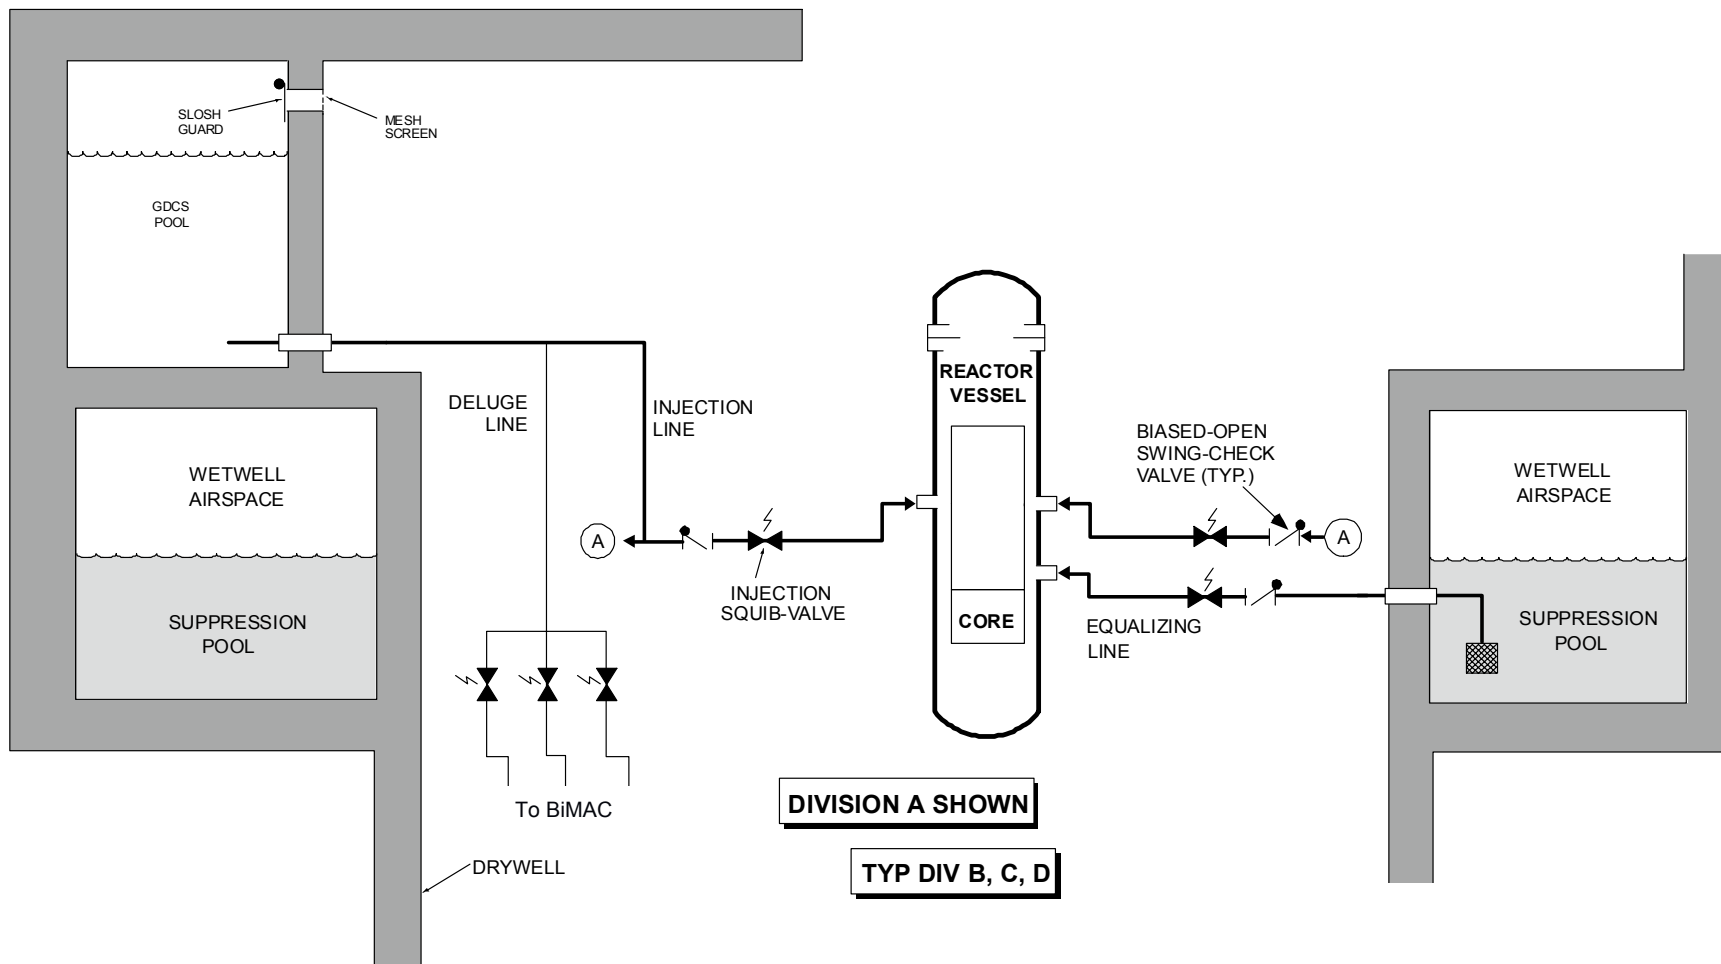 SLOSH
GUARD
MESH
SCREEN
GDCS
POOL
DELUGE
LINE
INJECTION
LINE
REACTOR
VESSEL
BIASED-OPEN
SWING-CHECK
VALVE (TYP.)
WETWELL
AIRSPACE
WETWELL
AIRSPACE
A
A
INJECTION
SQUIB-VALVE
CORE
EQUALIZING
LINE
SUPPRESSION
POOL
SUPPRESSION
POOL
To BiMAC
DIVISION A SHOWN
DRYWELL
TYP DIV B, C, D